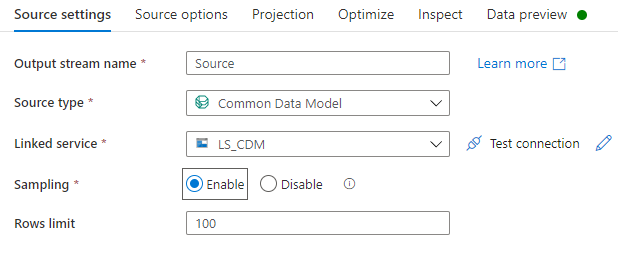 Source settings Source options Projection Optimize Inspect Data preview
Output stream name * Source Learn more
Source type * Common Data Model
Linked service * LS_CDM Test connection
Sampling * Enable Disable
Rows limit 100